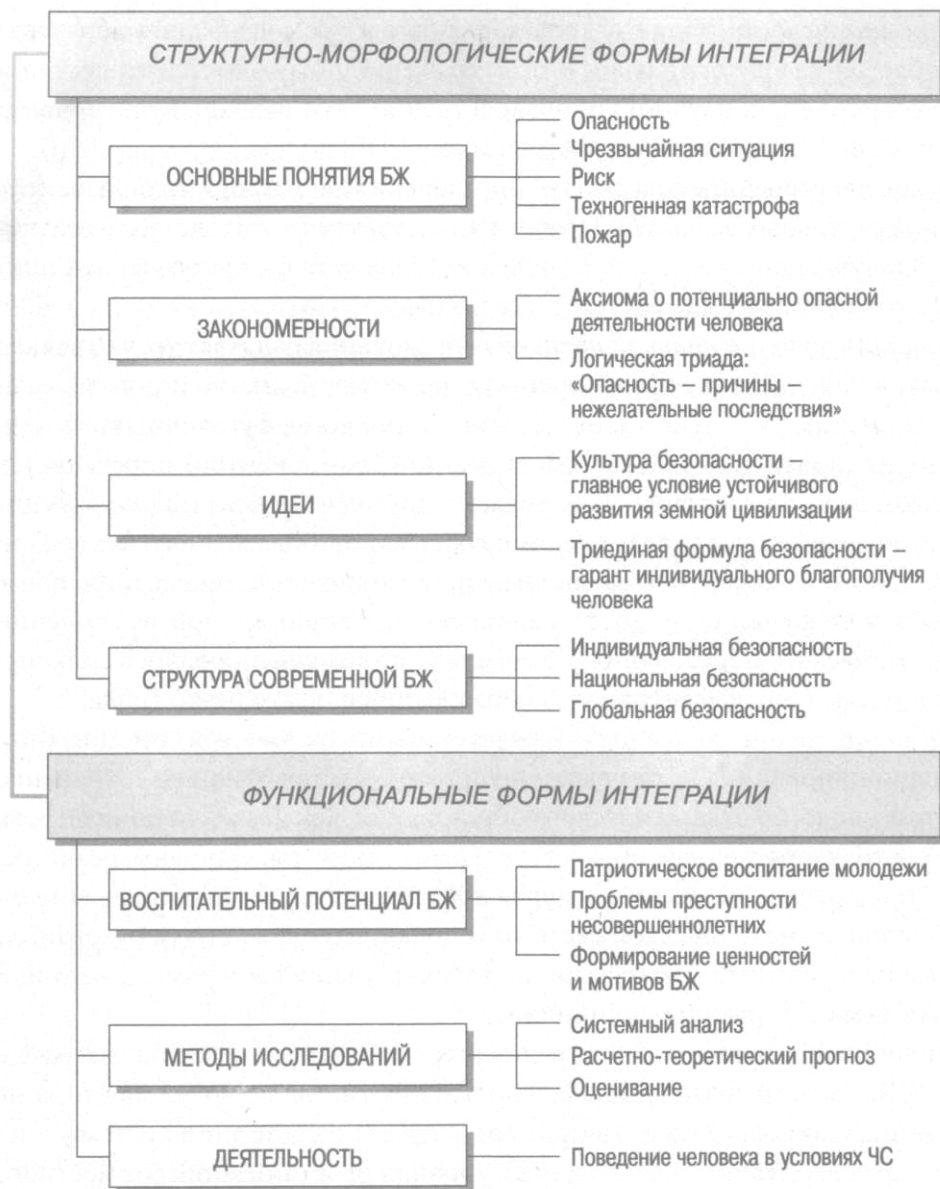 СТРУКТУРНО-МОРФОЛОГИЧЕСКИЕ ФОРМЫ ИНТЕГРАЦИИ
ОСНОВНЫЕ ПОНЯТИЯ БЖ
Опасность
Чрезвычайная ситуация
Риск
Техногенная катастрофа
Пожар
ЗАКОНОМЕРНОСТИ
Аксиома о потенциально опасной
деятельности человека
Логическая триада:
«Опасность – причины –
нежелательные последствия»
ИДЕИ
Культура безопасности –
главное условие устойчивого
развития земной цивилизации
Триединая формула безопасности –
гарант индивидуального благополучия
человека
СТРУКТУРА СОВРЕМЕННОЙ БЖ
Индивидуальная безопасность
Национальная безопасность
Глобальная безопасность
ФУНКЦИОНАЛЬНЫЕ ФОРМЫ ИНТЕГРАЦИИ
ВОСПИТАТЕЛЬНЫЙ ПОТЕНЦИАЛ БЖ
Патриотическое воспитание молодежи
Проблемы преступности
несовершеннолетних
Формирование ценностей
и мотивов БЖ
МЕТОДЫ ИССЛЕДОВАНИЙ
Системный анализ
Расчетно-теоретический прогноз
Оценивание
ДЕЯТЕЛЬНОСТЬ
Поведение человека в условиях ЧС